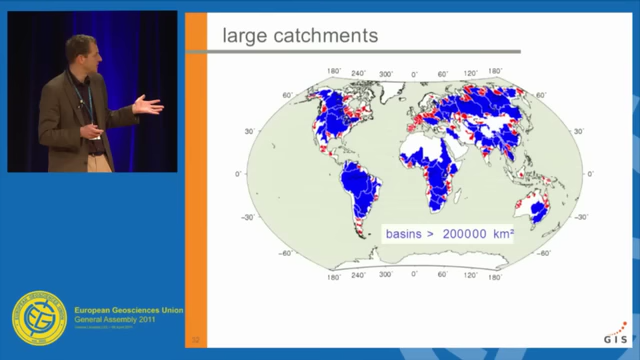 large catchments
180° 240° 300° 0° 60° 120° 180°
60° 60°
30° 30°
0° 0°
−30° −30°
−60° −60°
basins > 200000 km²
180° 240° 300° 0° 60° 120° 180°
European Geosciences Union
General Assembly 2011
32
GIS